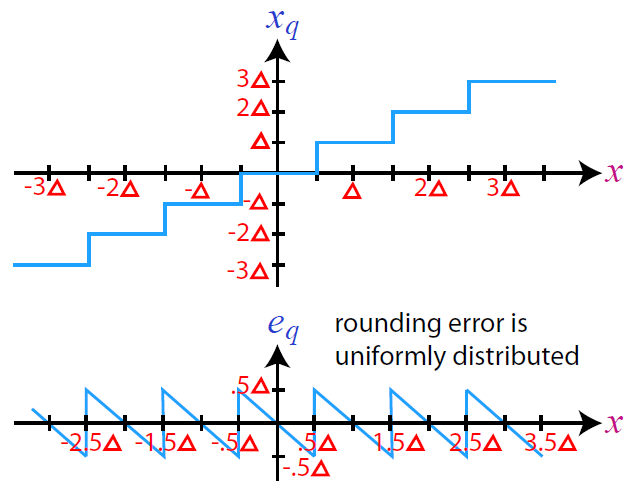 x_q
3Δ
2Δ
Δ
-3Δ -2Δ -Δ Δ 2Δ 3Δ x
-Δ
-2Δ
-3Δ
e_q
rounding error is
uniformly distributed
.5Δ
-2.5Δ -1.5Δ -.5Δ .5Δ 1.5Δ 2.5Δ 3.5Δ x
-.5Δ